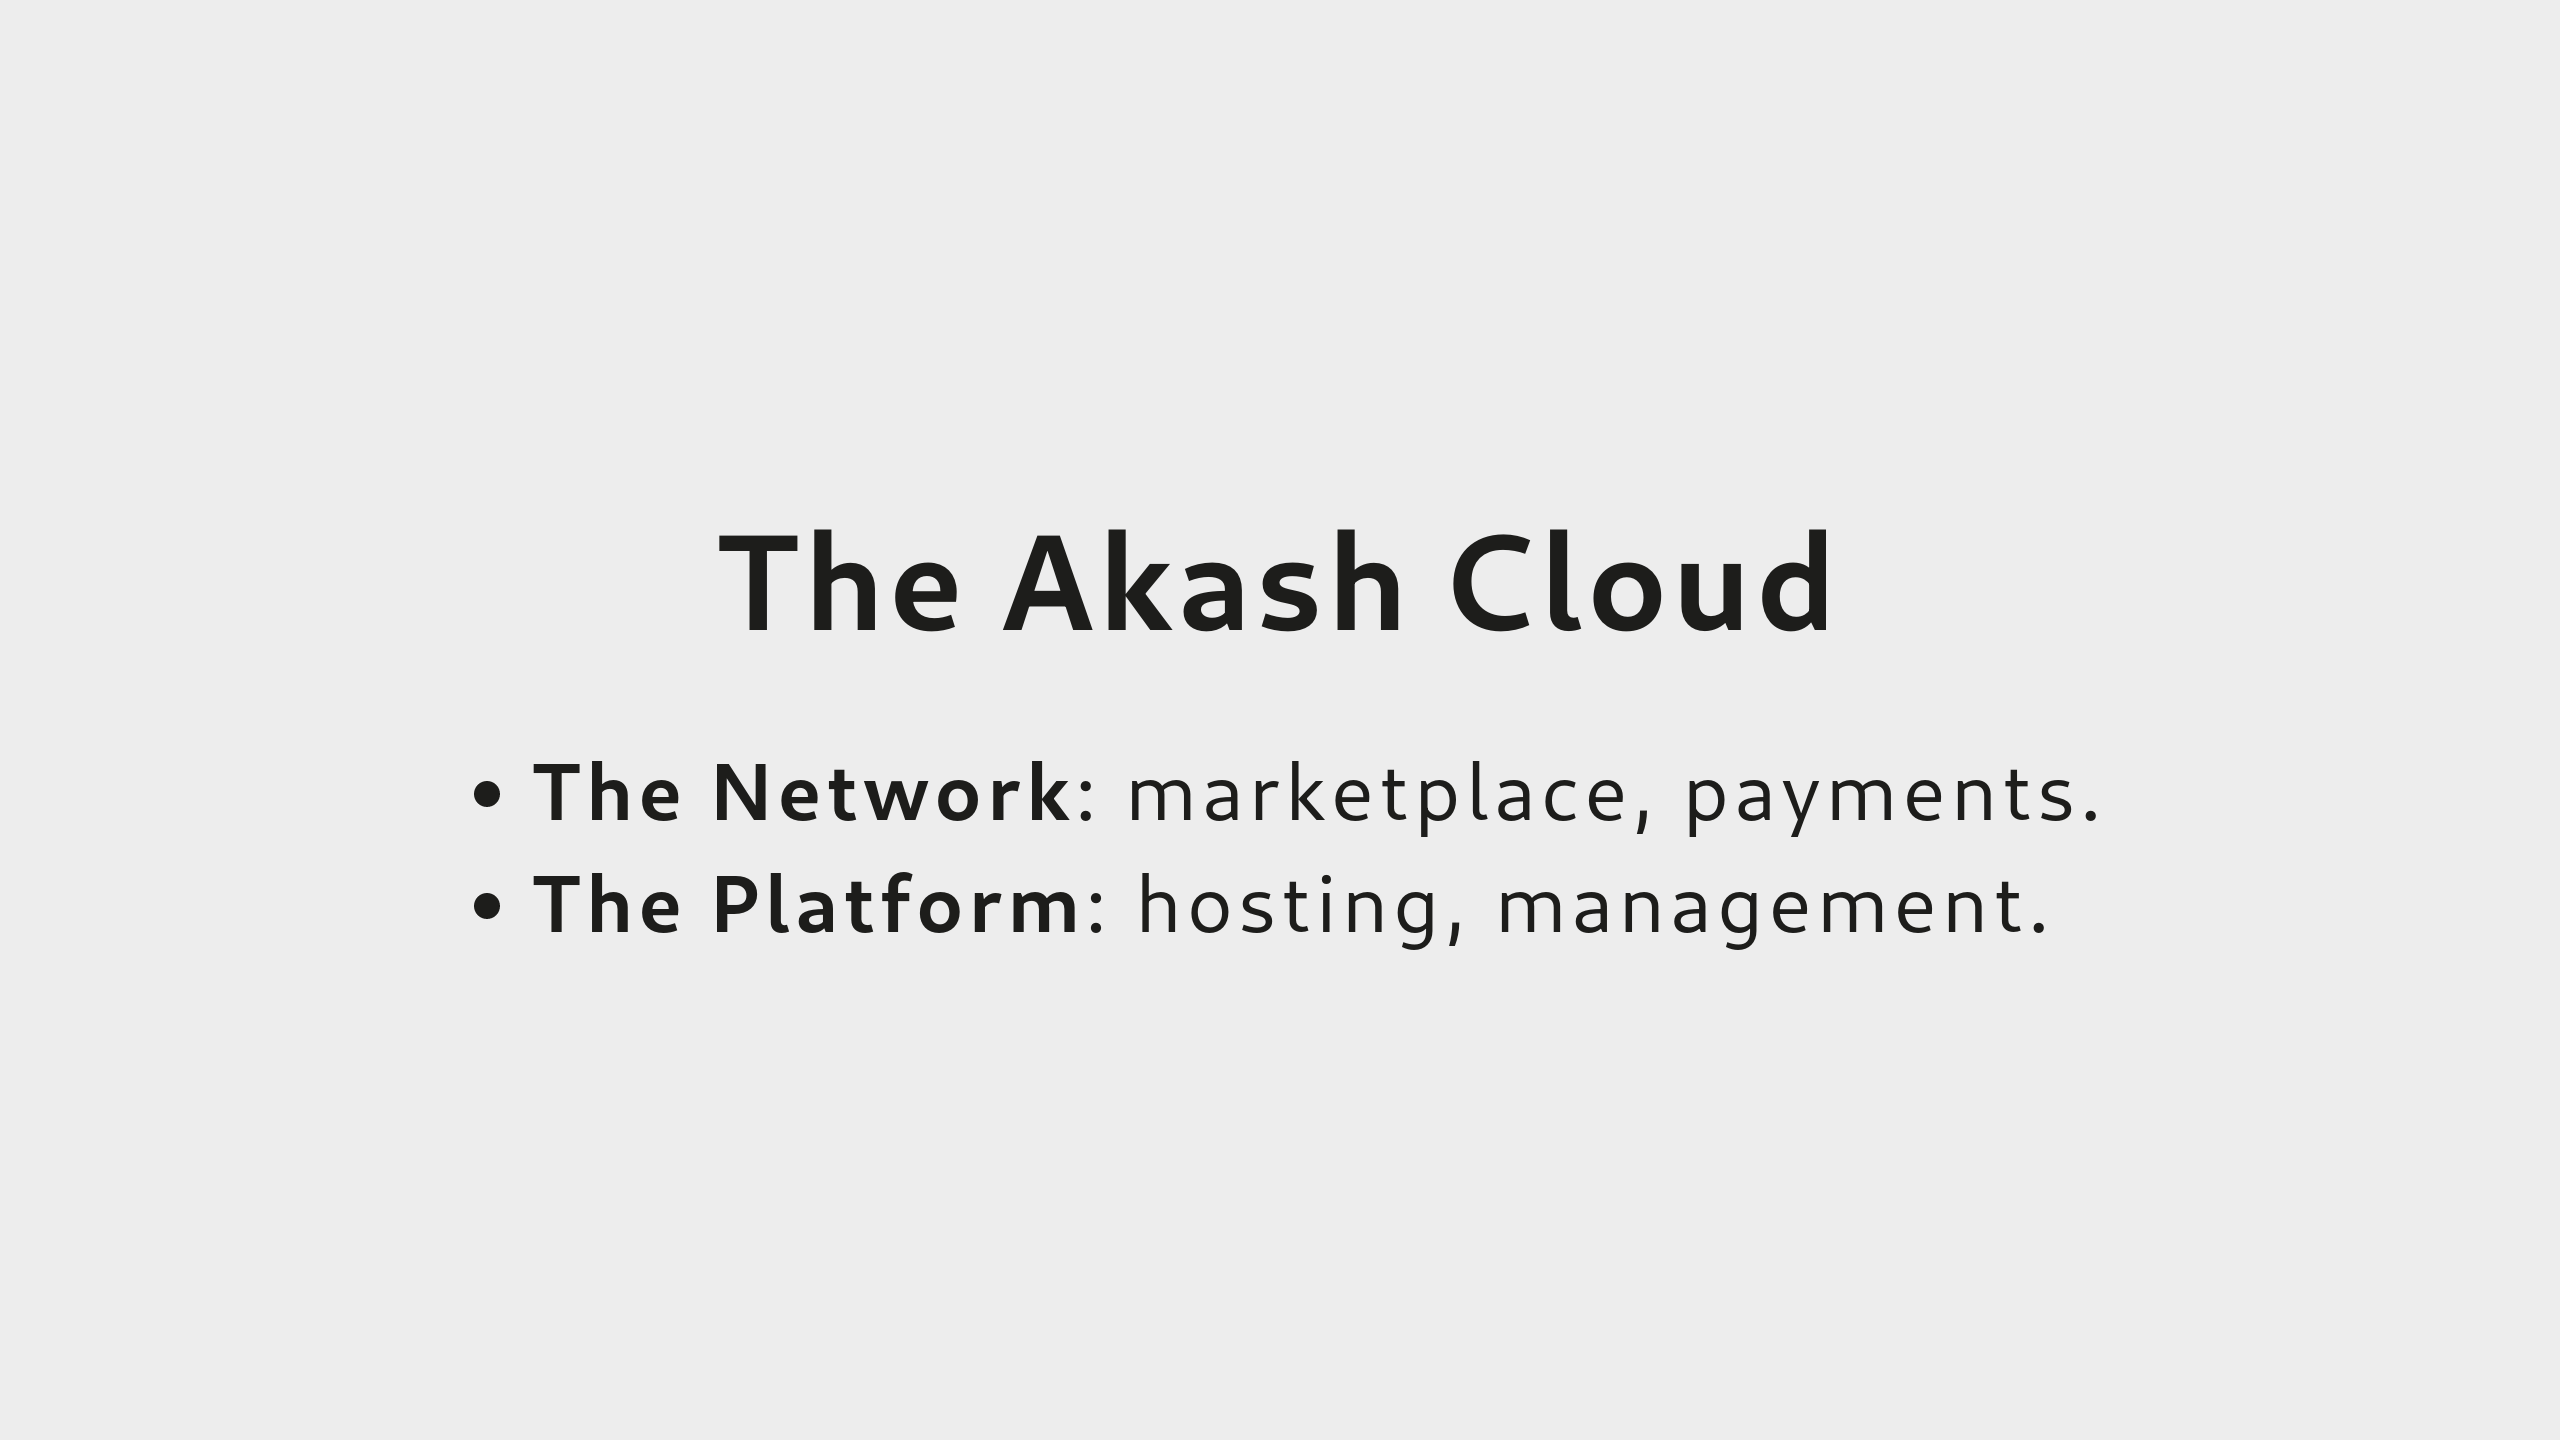 The Akash Cloud
• The Network: marketplace, payments.
• The Platform: hosting, management.